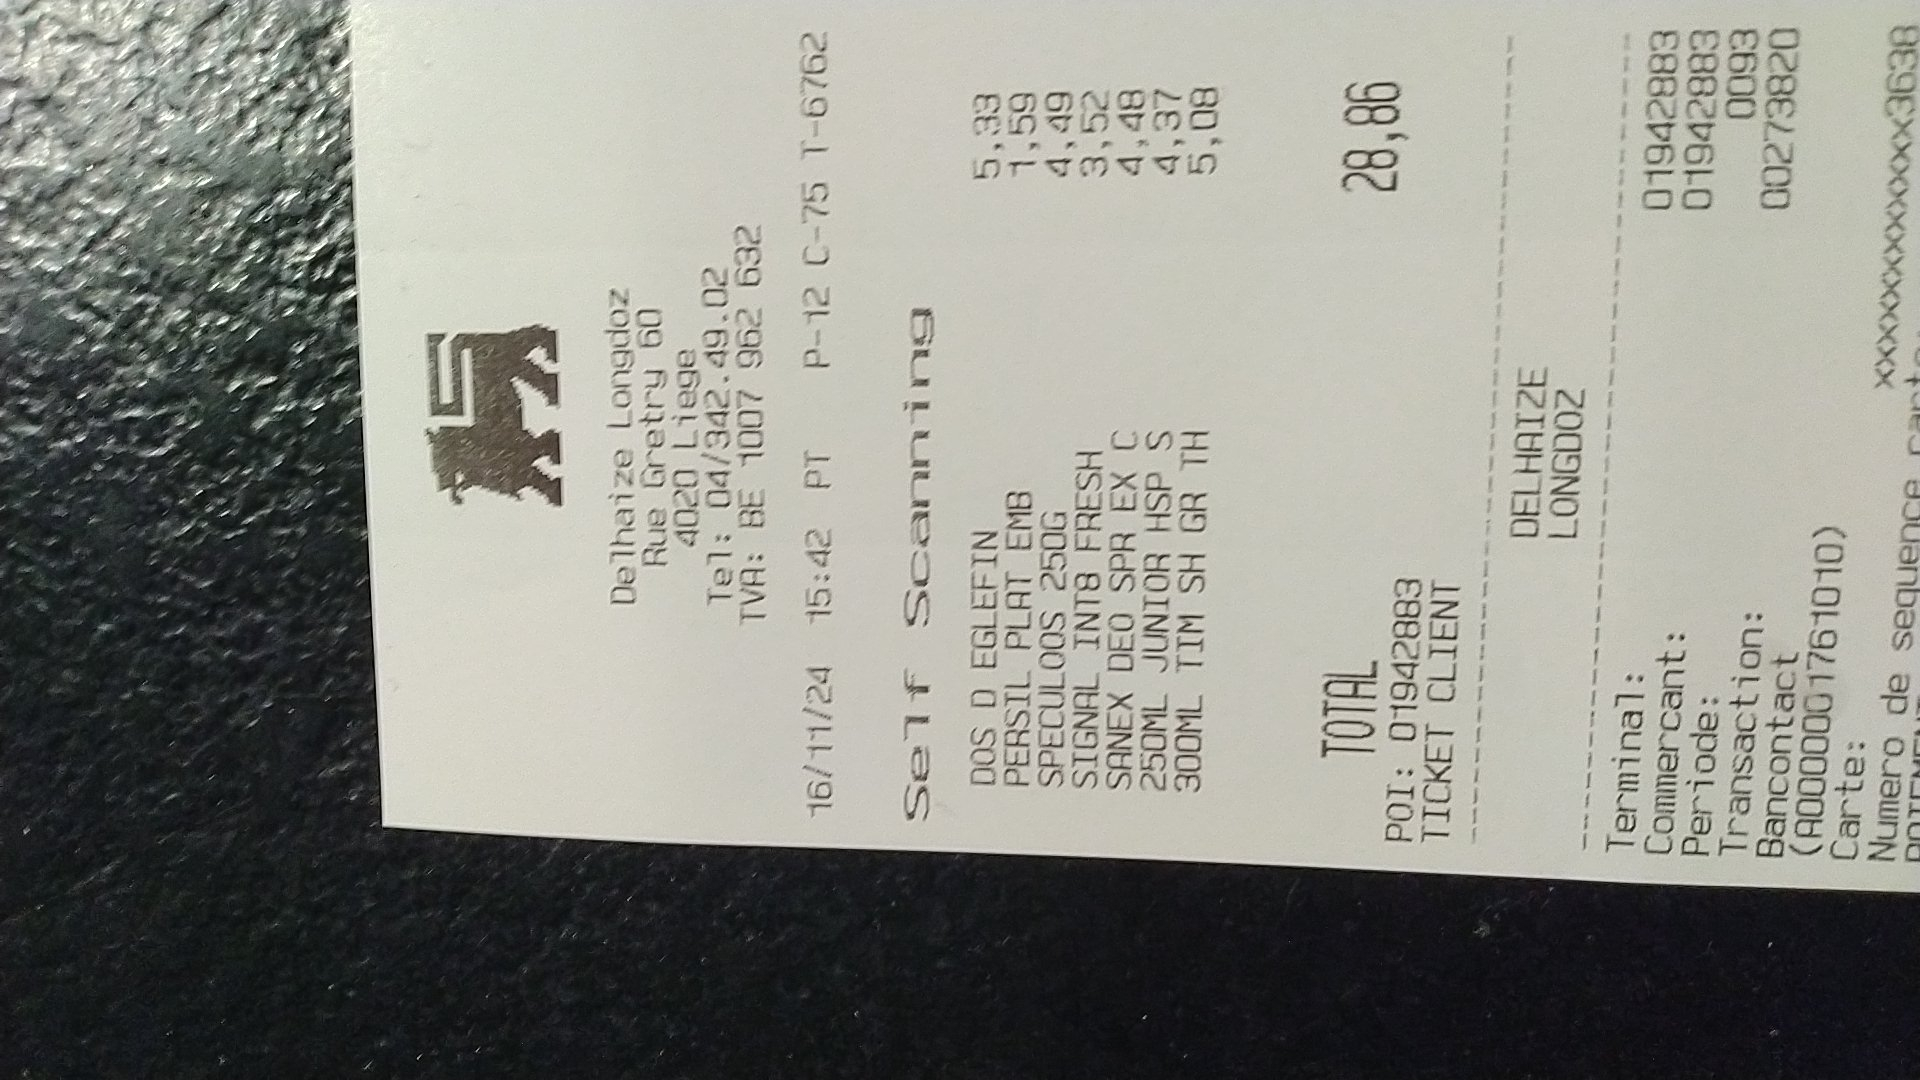 Delhaize Longdoz
Rue Gretry 60
4020 Liege
Tel: 04/342.49.02
TVA: BE 1007 962 632
16/11/24 15:42 PT P-12 C-75 T-6762
Self Scanning
DOS D EGLEFIN 5,33
PERSIL PLAT EMB 1,59
SPECULOOS 250G 4,49
SIGNAL INT8 FRESH 3,52
SANEX DEO SPR EX C 4,48
250ML JUNIOR HSP S 4,37
300ML TIM SH GR TH 5,08
TOTAL 28,86
POI: 01942883
TICKET CLIENT
--------------------------------
DELHAIZE
LONGDOZ
--------------------------------
Terminal: 01942883
Commercant: 01942883
Periode: 0093
Transaction: 00273820
Bancontact
(A0000001761010)
Carte: xxxxxxxxxxxxx3638
Numero de sequence carte: